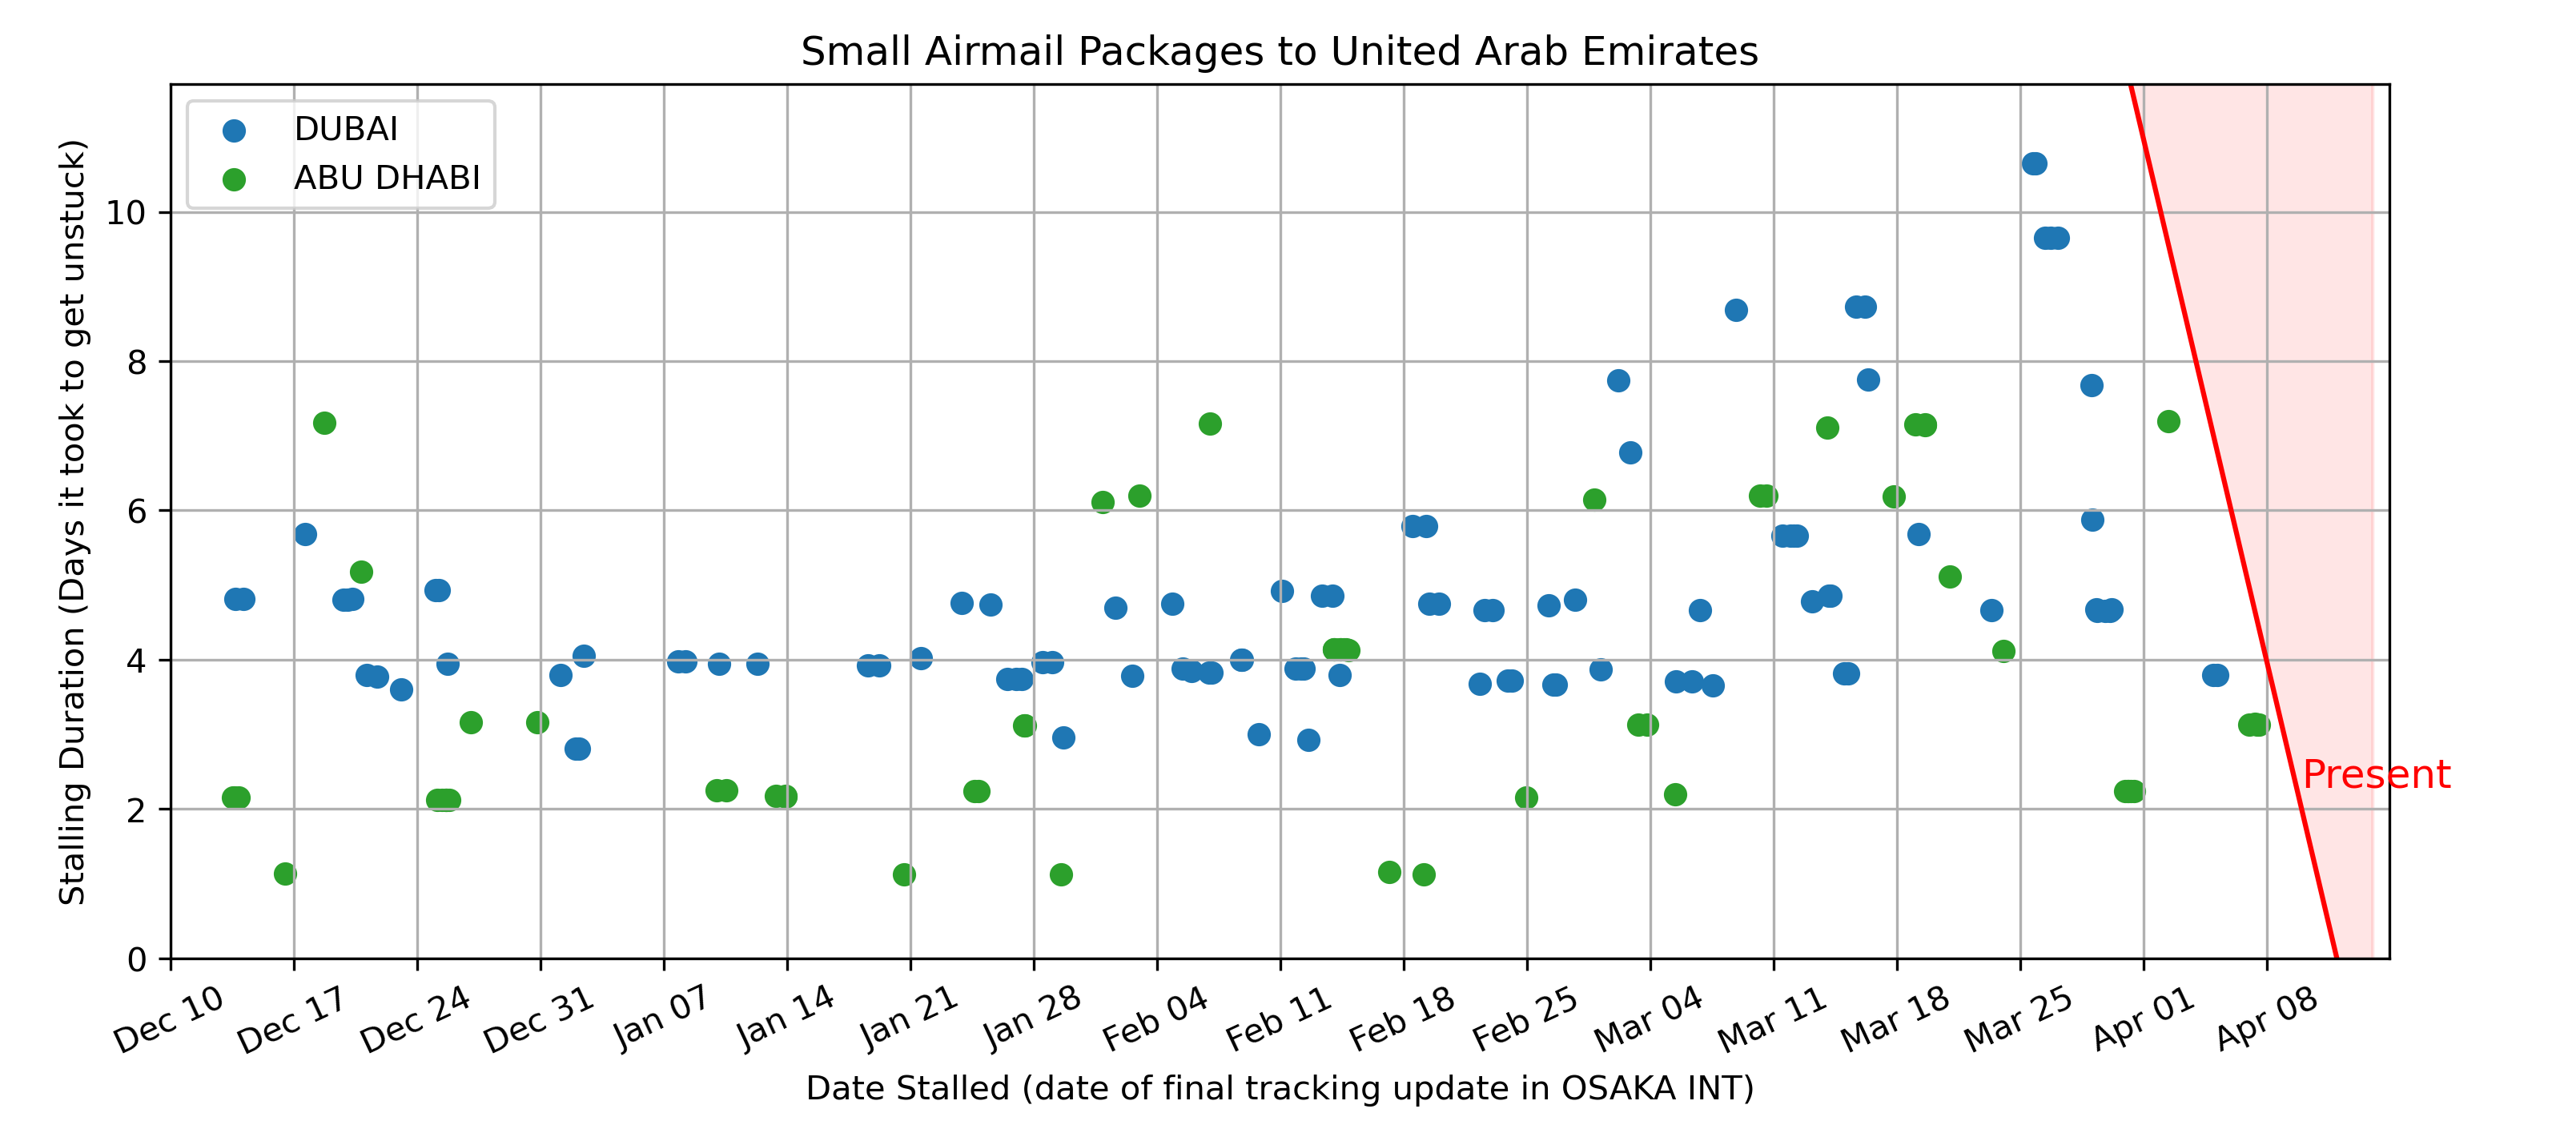 Small Airmail Packages to United Arab Emirates
DUBAI
ABU DHABI
Stalling Duration (Days it took to get unstuck)
10
8
6
4
2
0
Present
Dec 10
Dec 17
Dec 24
Dec 31
Jan 07
Jan 14
Jan 21
Jan 28
Feb 04
Feb 11
Feb 18
Feb 25
Mar 04
Mar 11
Mar 18
Mar 25
Apr 01
Apr 08
Date Stalled (date of final tracking update in OSAKA INT)